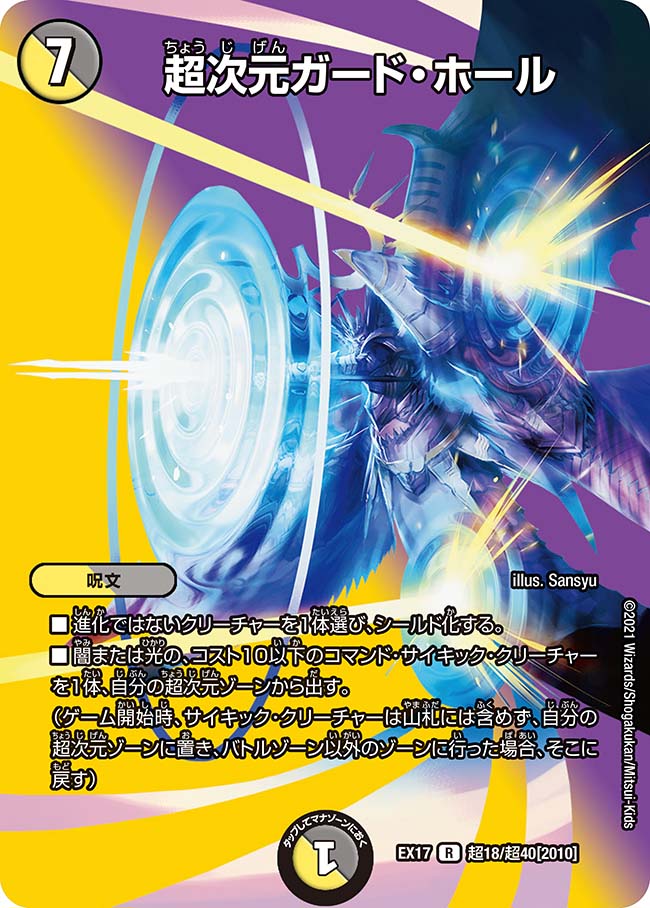 7
ちょうじげん
超次元ガード・ホール
呪文
illus. Sansyu
■進化ではないクリーチャーを1体選び、シールド化する。
■闇または光の、コスト10以下のコマンド・サイキック・クリーチャー
を1体、自分の超次元ゾーンから出す。
(ゲーム開始時、サイキック・クリーチャーは山札には含めず、自分の
超次元ゾーンに置き、バトルゾーン以外のゾーンに行った場合、そこに
戻す)
©2021 Wizards/Shogakukan/Mitsui-Kids
タップしてマナゾーンにおく
1
EX17 R 超18/超40[2010]